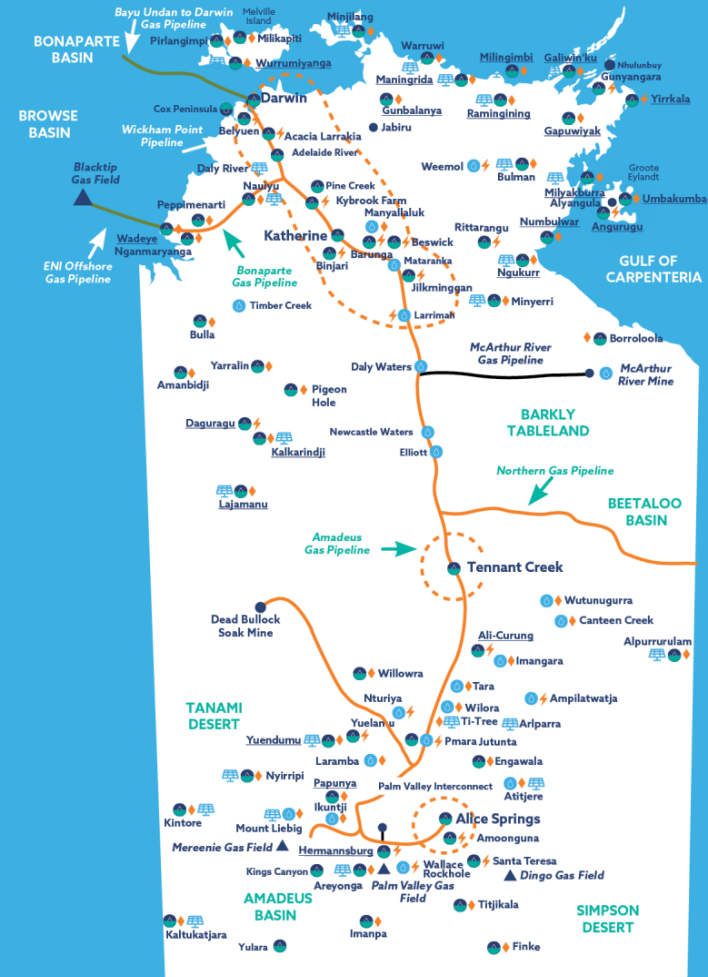 Bayu Undan to Darwin
Gas Pipeline
Melville
Island
Minjilang
BONAPARTE
BASIN
Pirlangimpi
Milikapiti
Wurrumiyanga
Warruwi
Maningrida
Milingimbi
Galiwin'ku
Nhulunbuy
Gunyangara
Yirrkala
BROWSE
BASIN
Darwin
Cox Peninsula
Belyuen
Gunbalanya
Ramingining
Gapuwiyak
Wickham Point
Pipeline
Acacia Larrakia
Jabiru
Adelaide River
Blacktip
Gas Field
Daly River
Weemol
Bulman
Groote
Eylandt
Nauiyu
Pine Creek
Milyakburra
Alyangula
Umbakumba
Peppimenarti
Kybrook Farm
Manyallaluk
Angurugu
Wadeye
Nganmaryanga
Katherine
Rittarangu
Numbulwar
ENI Offshore
Gas Pipeline
Bonaparte
Gas Pipeline
Binjari
Barunga
Beswick
Mataranka
Ngukurr
GULF OF
CARPENTERIA
Jilkminggan
Timber Creek
Larrimah
Minyerri
Bulla
McArthur River
Gas Pipeline
Borroloola
Yarralin
Daly Waters
McArthur
River Mine
Amanbidji
Pigeon
Hole
BARKLY
TABLELAND
Daguragu
Newcastle Waters
Kalkarindji
Elliott
Northern Gas Pipeline
Lajamanu
BEETALOO
BASIN
Amadeus
Gas Pipeline
Tennant Creek
Dead Bullock
Soak Mine
Wutunugurra
Canteen Creek
Ali-Curung
Alpurrurulam
Imangara
Willowra
Tara
TANAMI
DESERT
Nturiya
Wilora
Ampilatwatja
Yuelamu
Ti-Tree
Arlparra
Yuendumu
Pmara Jutunta
Laramba
Engawala
Nyirripi
Papunya
Palm Valley Interconnect
Atitjere
Ikuntji
Kintore
Mount Liebig
Alice Springs
Mereenie Gas Field
Hermannsburg
Amoonguna
Kings Canyon
Areyonga
Wallace
Rockhole
Santa Teresa
Palm Valley Gas
Field
Dingo Gas Field
AMADEUS
BASIN
Titjikala
SIMPSON
DESERT
Kaltukatjara
Imanpa
Yulara
Finke